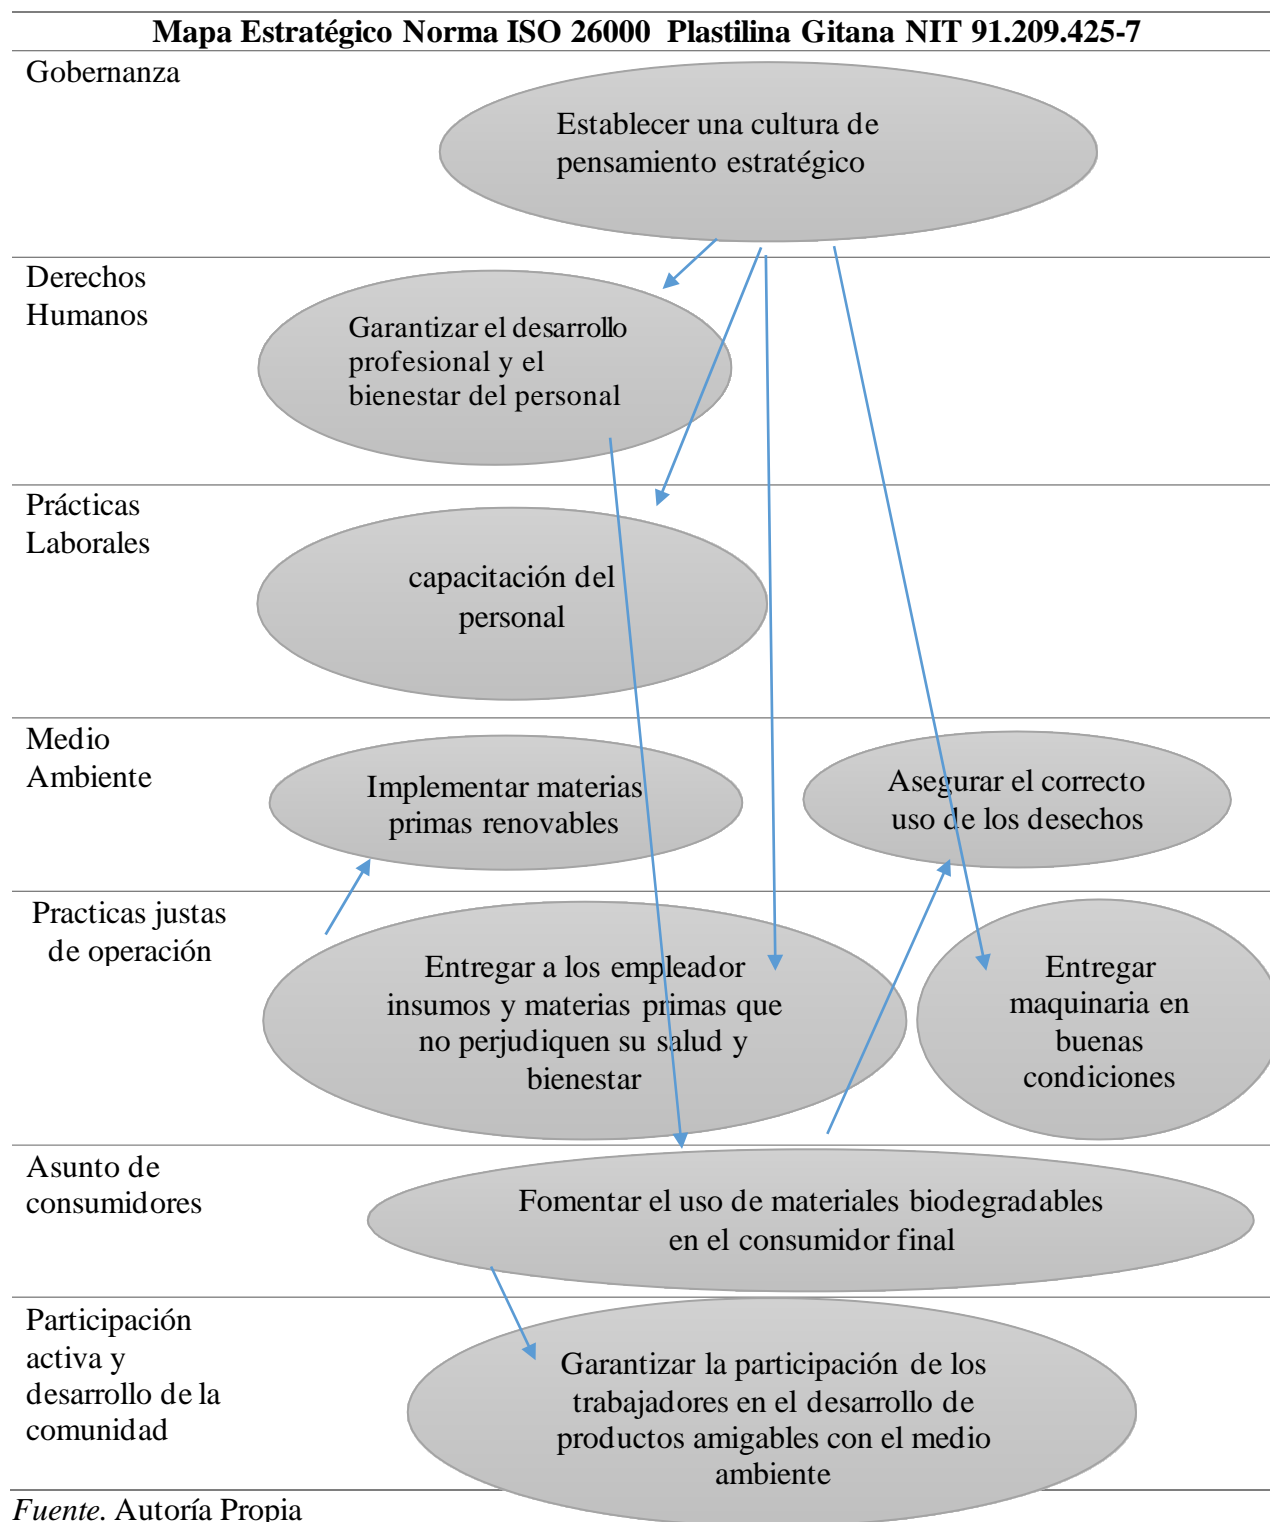 Mapa Estratégico Norma ISO 26000 Plastilina Gitana NIT 91.209.425-7
Gobernanza
Establecer una cultura de
pensamiento estratégico
Derechos
Humanos
Garantizar el desarrollo
profesional y el
bienestar del personal
Prácticas
Laborales
capacitación del
personal
Medio
Ambiente
Implementar materias
primas renovables
Asegurar el correcto
uso de los desechos
Practicas justas
de operación
Entregar a los empleador
insumos y materias primas que
no perjudiquen su salud y
bienestar
Entregar
maquinaria en
buenas
condiciones
Asunto de
consumidores
Fomentar el uso de materiales biodegradables
en el consumidor final
Participación
activa y
desarrollo de la
comunidad
Garantizar la participación de los
trabajadores en el desarrollo de
productos amigables con el medio
ambiente
Fuente. Autoría Propia